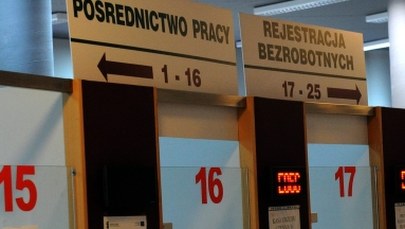 POŚREDNICTWO PRACY
1 - 16
REJESTRACJA
BEZROBOTNYCH
17 - 25
15
16
17